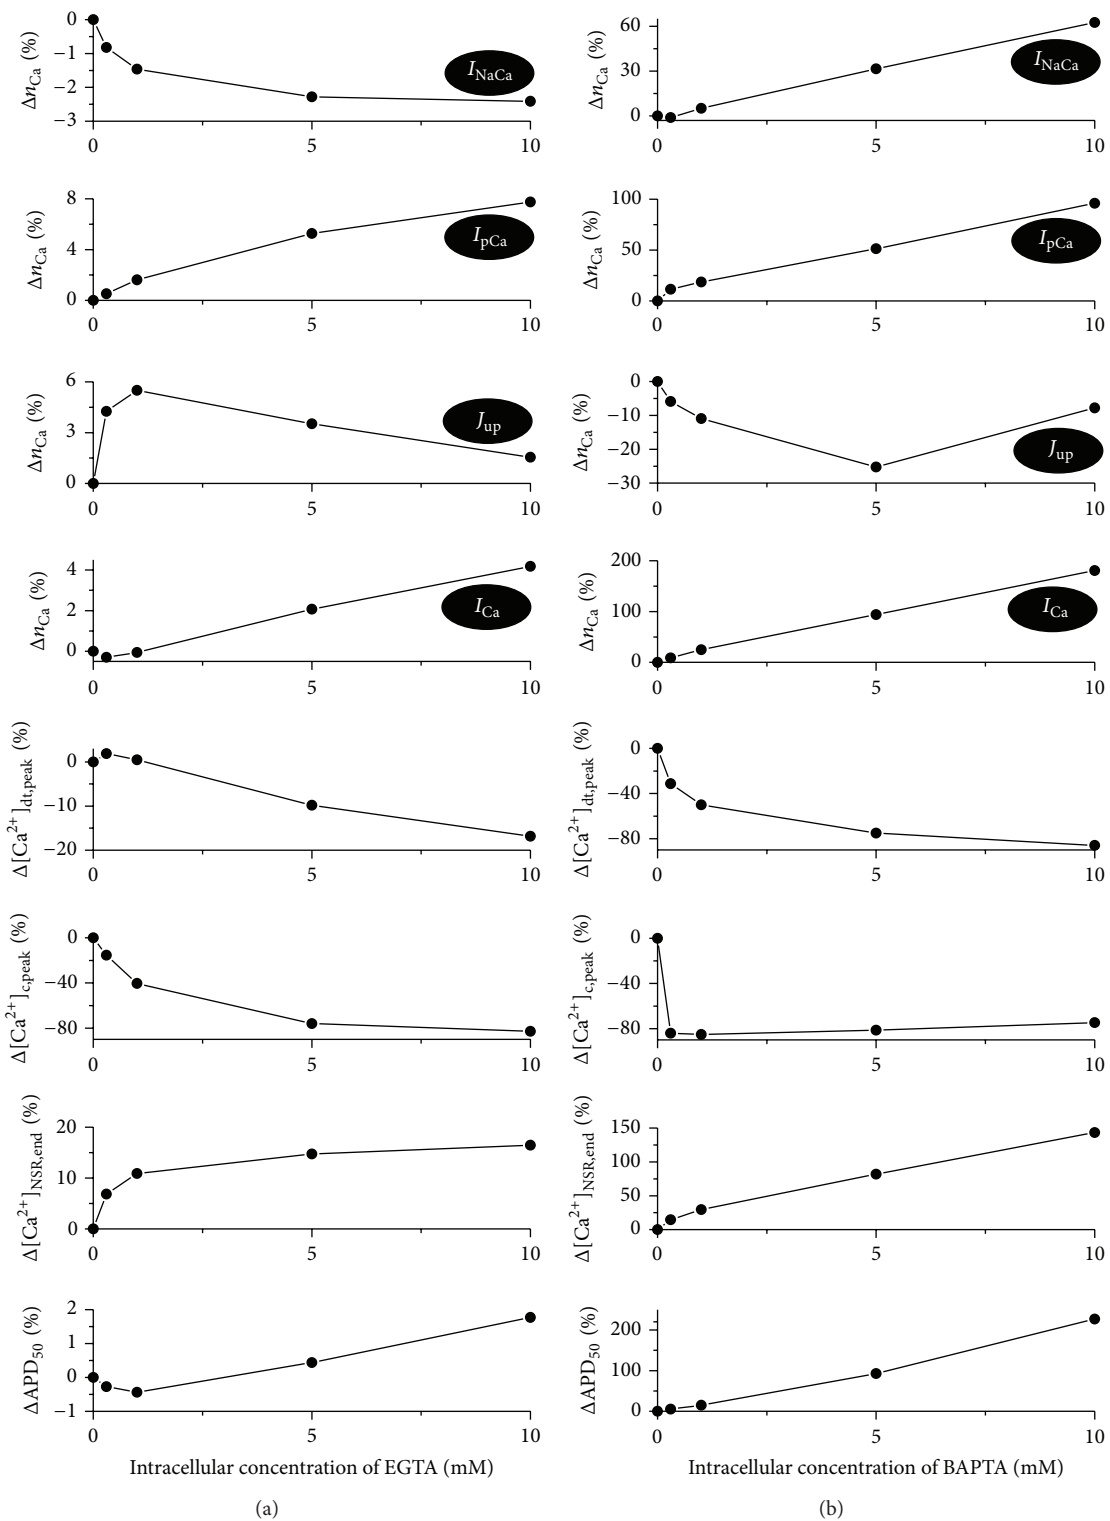 Δn_Ca (%)
0
−1
−2
−3
I_NaCa
0 5 10
Δn_Ca (%)
8
4
0
I_pCa
0 5 10
Δn_Ca (%)
6
3
0
J_up
0 5 10
Δn_Ca (%)
4
2
0
I_Ca
0 5 10
Δ[Ca²⁺]_dt,peak (%)
0
−10
−20
0 5 10
Δ[Ca²⁺]_c,peak (%)
0
−40
−80
0 5 10
Δ[Ca²⁺]_NSR,end (%)
20
10
0
0 5 10
ΔAPD₅₀ (%)
2
1
0
−1
0 5 10
Intracellular concentration of EGTA (mM)
(a)
Δn_Ca (%)
60
30
0
I_NaCa
0 5 10
Δn_Ca (%)
100
50
0
I_pCa
0 5 10
Δn_Ca (%)
0
−10
−20
−30
J_up
0 5 10
Δn_Ca (%)
200
100
0
I_Ca
0 5 10
Δ[Ca²⁺]_dt,peak (%)
0
−40
−80
0 5 10
Δ[Ca²⁺]_c,peak (%)
0
−40
−80
0 5 10
Δ[Ca²⁺]_NSR,end (%)
150
100
50
0
0 5 10
ΔAPD₅₀ (%)
200
100
0
0 5 10
Intracellular concentration of BAPTA (mM)
(b)